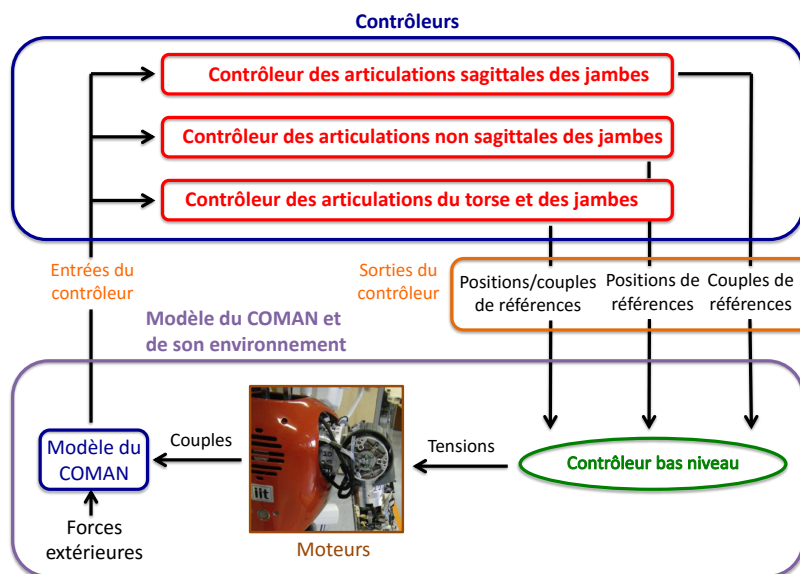 Contrôleurs
Contrôleur des articulations sagittales des jambes
Contrôleur des articulations non sagittales des jambes
Contrôleur des articulations du torse et des jambes
Entrées du
contrôleur
Sorties du
contrôleur
Positions/couples
de références
Positions de
références
Couples de
références
Modèle du COMAN et
de son environnement
Modèle du
COMAN
Couples
Tensions
Contrôleur bas niveau
iit
Forces
extérieures
Moteurs